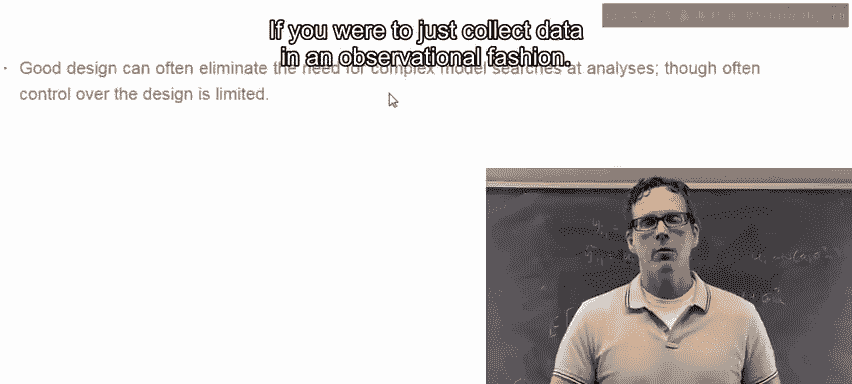 If you were to just collect data
in an observational fashion.
· Good design can often eliminate the need for complex model searches at analyses; though often
control over the design is limited.